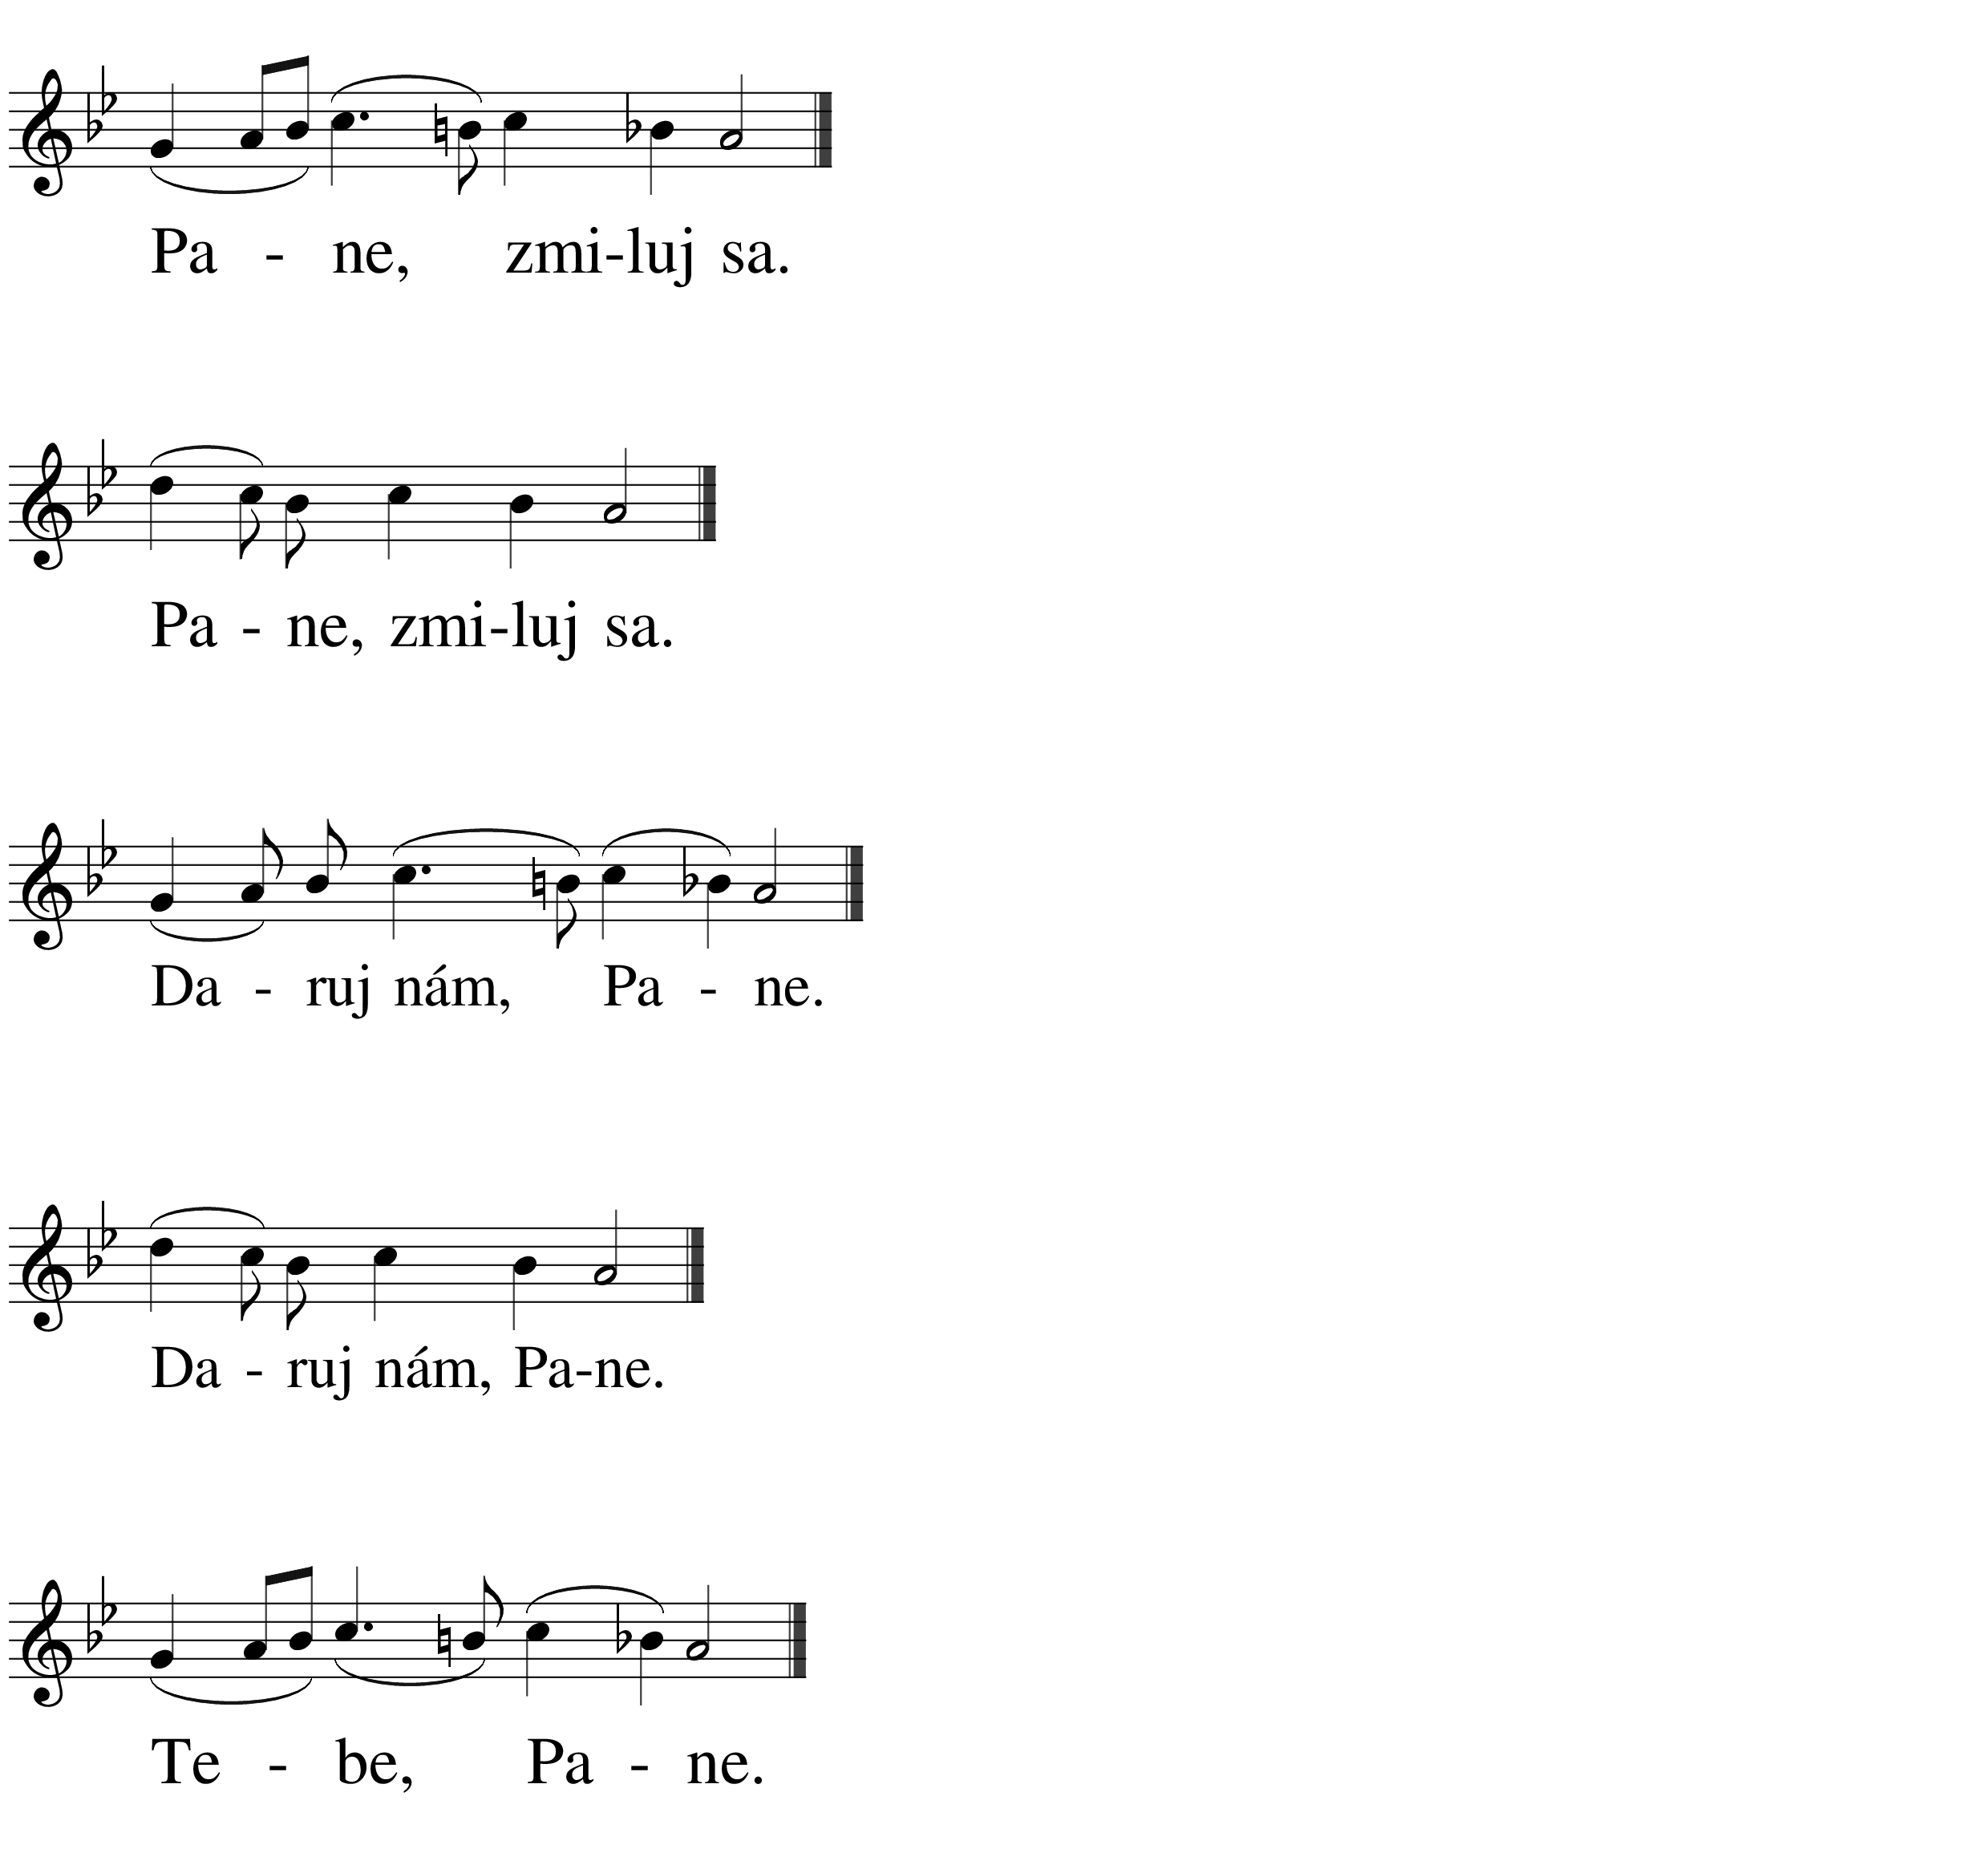 Pa - ne, zmi-luj sa.
Pa - ne, zmi-luj sa.
Da - ruj nám, Pa - ne.
Da - ruj nám, Pa-ne.
Te - be, Pa - ne.